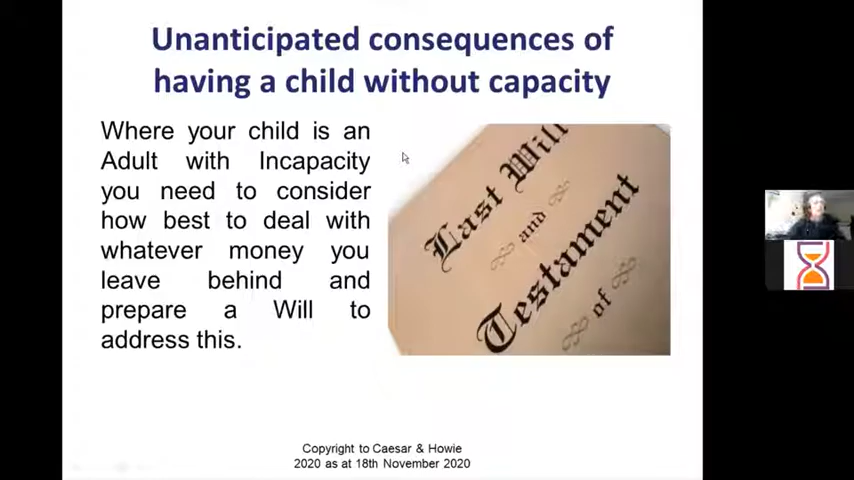 Unanticipated consequences of
having a child without capacity
Where your child is an
Adult with Incapacity
you need to consider
how best to deal with
whatever money you
leave behind and
prepare a Will to
address this.
Last Will
and
Testament
of
Copyright to Caesar & Howie
2020 as at 18th November 2020